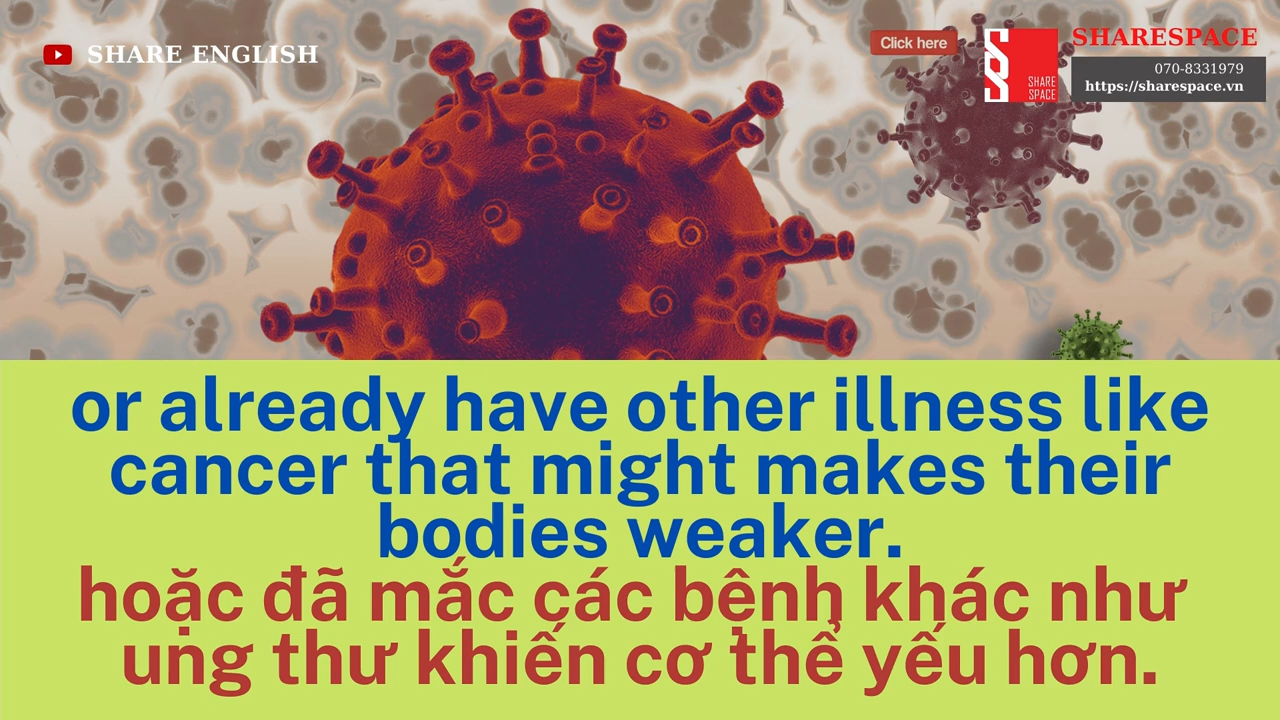 SHARE ENGLISH
Click here
SHARE
SPACE
SHARESPACE
070-8331979
https://sharespace.vn
or already have other illness like
cancer that might makes their
bodies weaker.
hoặc đã mắc các bệnh khác như
ung thư khiến cơ thể yếu hơn.